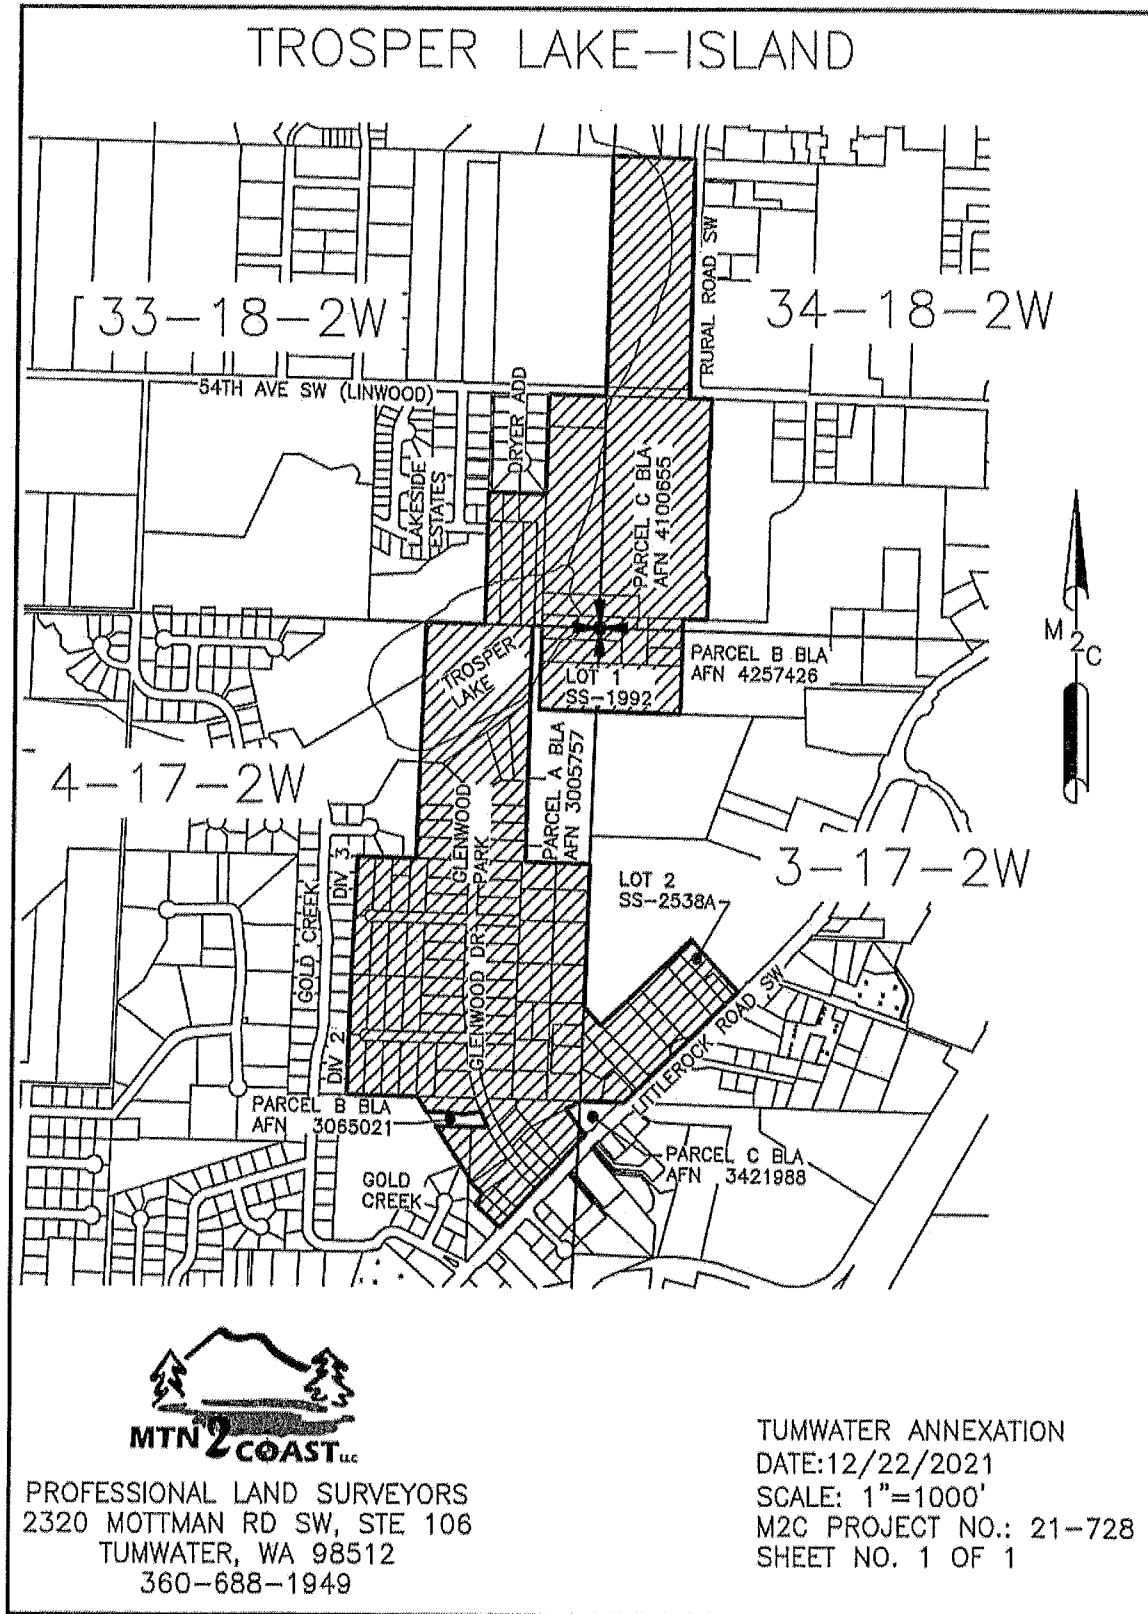 TROSPER LAKE-ISLAND
RURAL ROAD SW
33-18-2W
34-18-2W
54TH AVE SW (LINWOOD)
DRYER ADD
LAKESIDE
ESTATES
PARCEL C BLA
AFN 4100655
M2C
TROSPER
LAKE
LOT 1
SS-1992
PARCEL B BLA
AFN 4257426
4-17-2W
PARCEL A BLA
AFN 3005757
GLENWOOD
PARK
3-17-2W
LOT 2
SS-2538A
GOLD CREEK
DIV 3
DIV 2
GLENWOOD DR
LITTLEROCK ROAD SW
PARCEL B BLA
AFN 3065021
PARCEL C BLA
AFN 3421988
GOLD
CREEK
MTN 2 COAST LLC
PROFESSIONAL LAND SURVEYORS
2320 MOTTMAN RD SW, STE 106
TUMWATER, WA 98512
360-688-1949
TUMWATER ANNEXATION
DATE:12/22/2021
SCALE: 1"=1000'
M2C PROJECT NO.: 21-728
SHEET NO. 1 OF 1